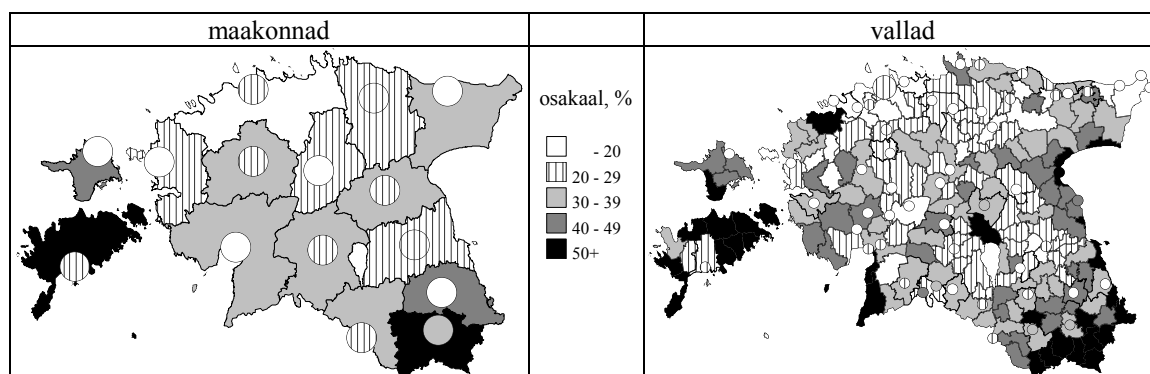 maakonnad
vallad
osakaal, %
- 20
20 - 29
30 - 39
40 - 49
50+